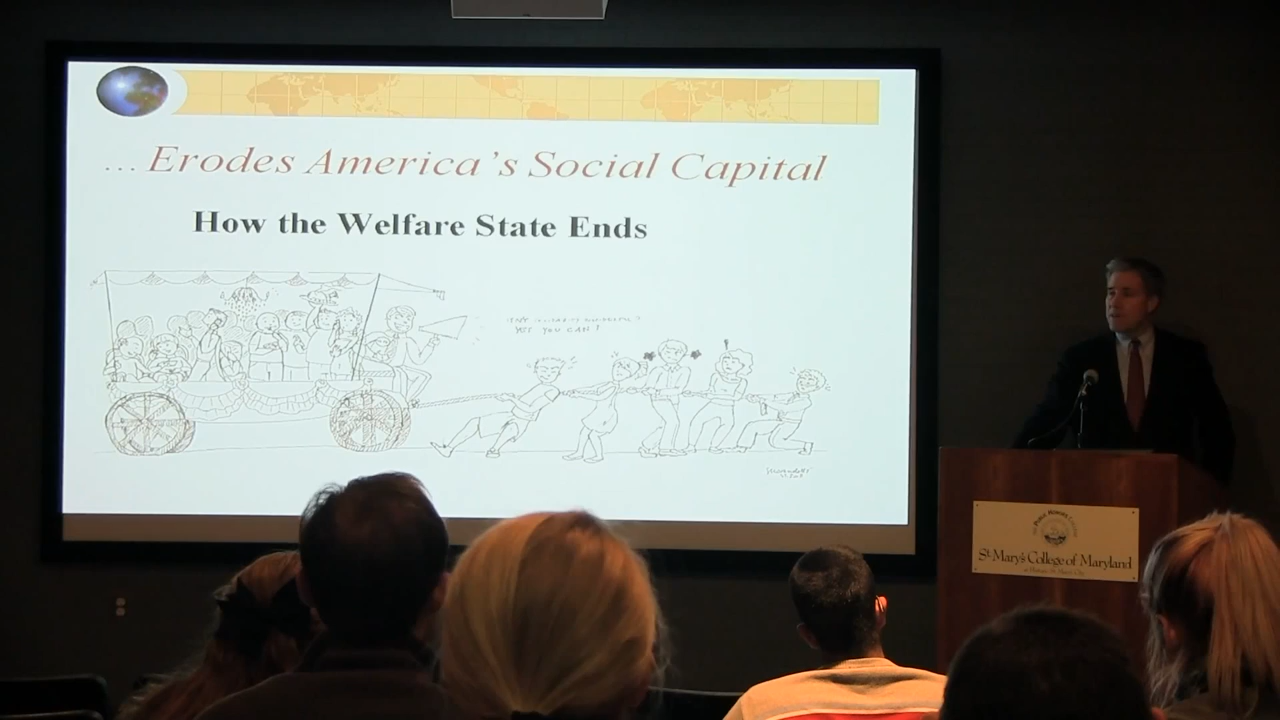 ...Erodes America's Social Capital
How the Welfare State Ends
YES YOU CAN!
St. Mary's College of Maryland